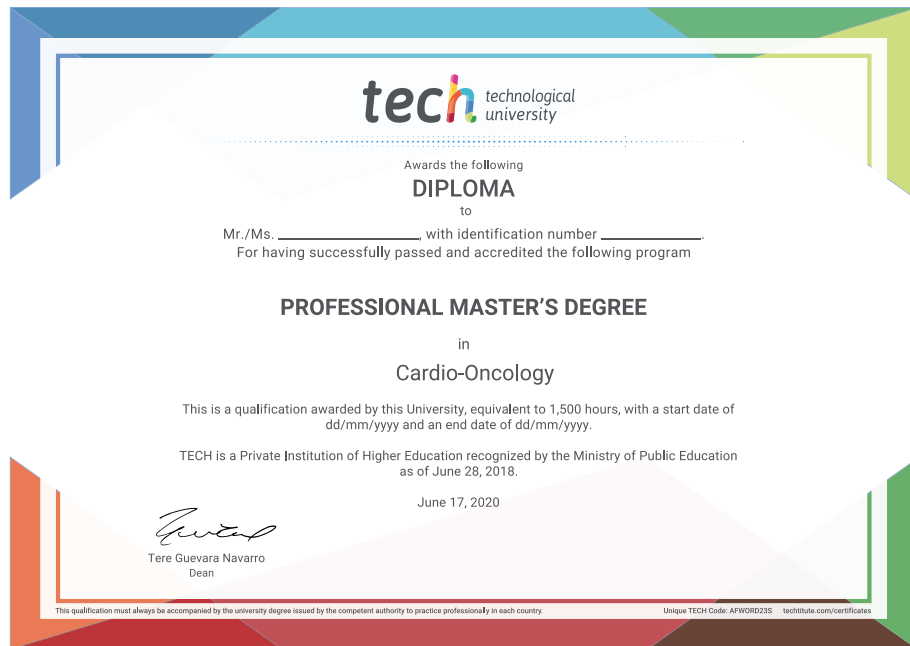 tech technological
university
Awards the following
DIPLOMA
to
Mr./Ms. ____________________, with identification number ______________.
For having successfully passed and accredited the following program
PROFESSIONAL MASTER'S DEGREE
in
Cardio-Oncology
This is a qualification awarded by this University, equivalent to 1,500 hours, with a start date of
dd/mm/yyyy and an end date of dd/mm/yyyy.
TECH is a Private Institution of Higher Education recognized by the Ministry of Public Education
as of June 28, 2018.
June 17, 2020
Tere Guevara Navarro
Dean
This qualification must always be accompanied by the university degree issued by the competent authority to practice professionally in each country.
Unique TECH Code: AFWORD23S techtitute.com/certificates